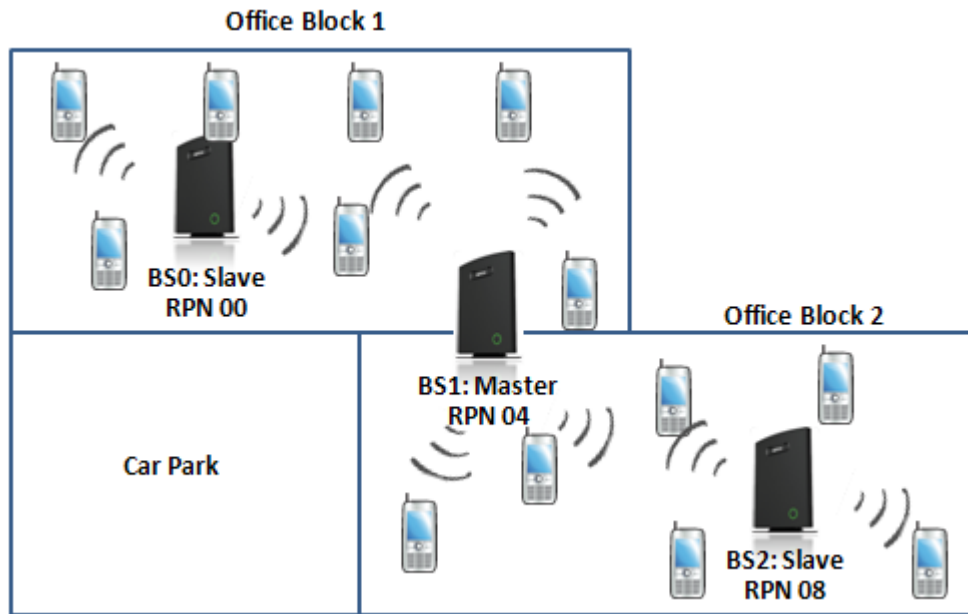 Office Block 1
BS0: Slave
RPN 00
Office Block 2
BS1: Master
RPN 04
Car Park
BS2: Slave
RPN 08